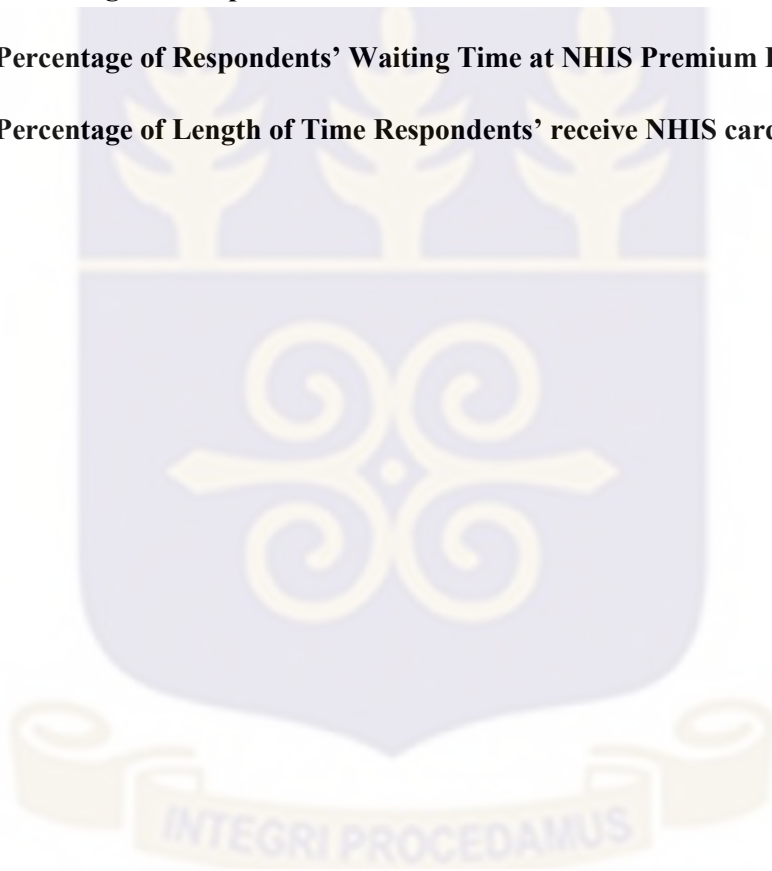 Percentage of Respondents’ Waiting Time at NHIS Premium
Percentage of Length of Time Respondents’ receive NHIS card
INTEGRI PROCEDAMUS